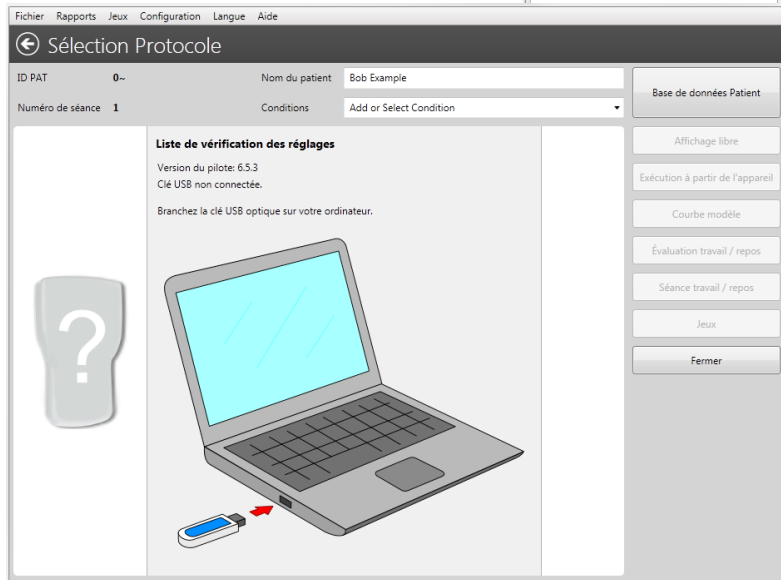 Fichier Rapports Jeux Configuration Langue Aide
Sélection Protocole
ID PAT 0~ Nom du patient Bob Example
Numéro de séance 1 Conditions Add or Select Condition
Base de données Patient
Affichage libre
Exécution à partir de l'appareil
Courbe modèle
Évaluation travail / repos
Séance travail / repos
Jeux
Fermer
Liste de vérification des réglages
Version du pilote: 6.5.3
Clé USB non connectée.
Branchez la clé USB optique sur votre ordinateur.
?